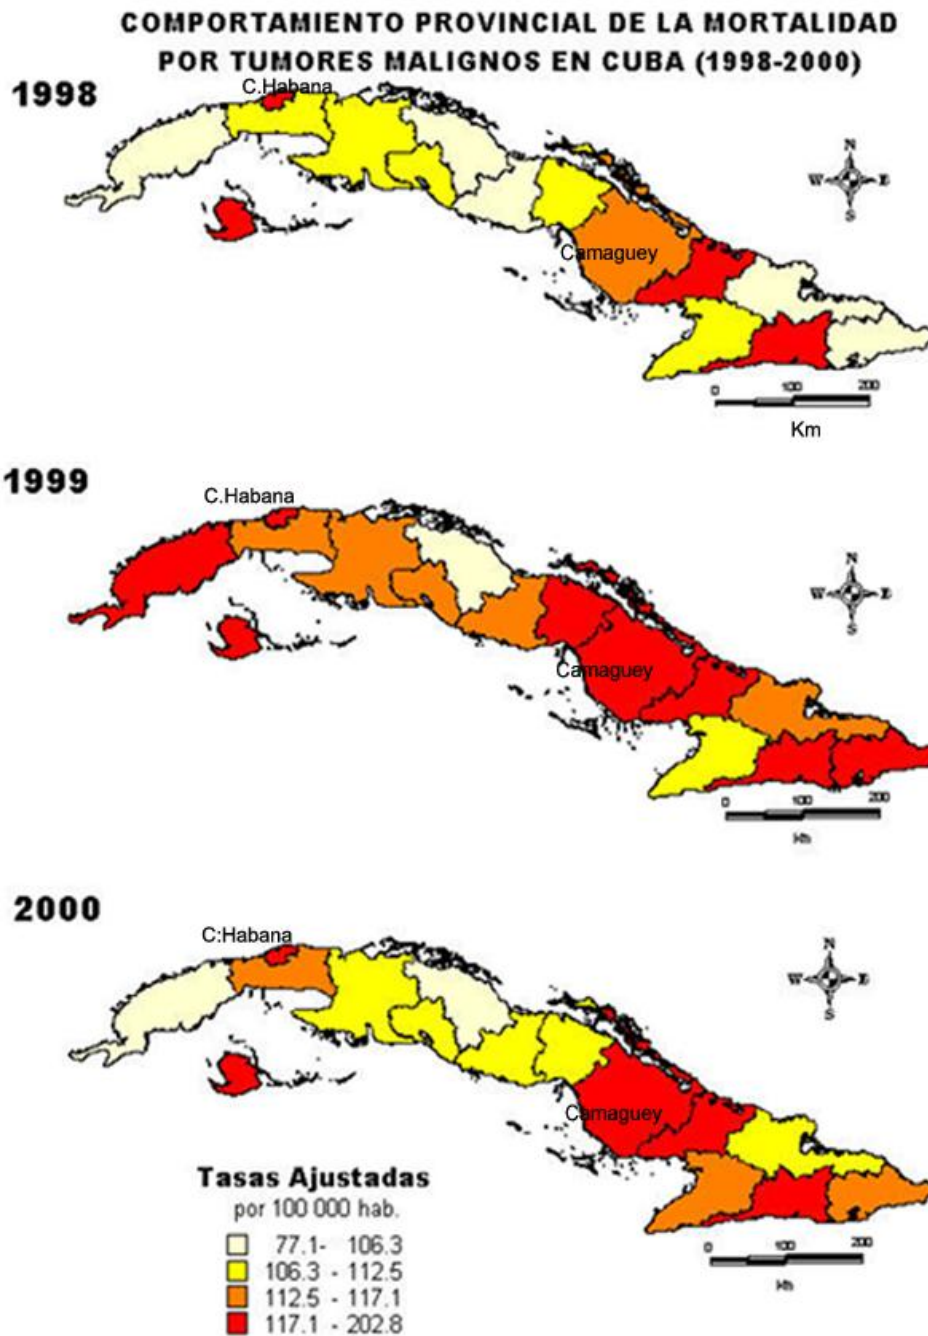 COMPORTAMIENTO PROVINCIAL DE LA MORTALIDAD
POR TUMORES MALIGNOS EN CUBA (1998-2000)
1998
C.Habana
N
W E
S
Camaguey
0 100 200
Km
1999
C.Habana
N
W E
S
Camaguey
0 100 200
2000
C:Habana
N
W E
S
Camaguey
Tasas Ajustadas
por 100 000 hab.
77.1- 106.3
106.3 - 112.5
112.5 - 117.1
117.1 - 202.8
0 100 200